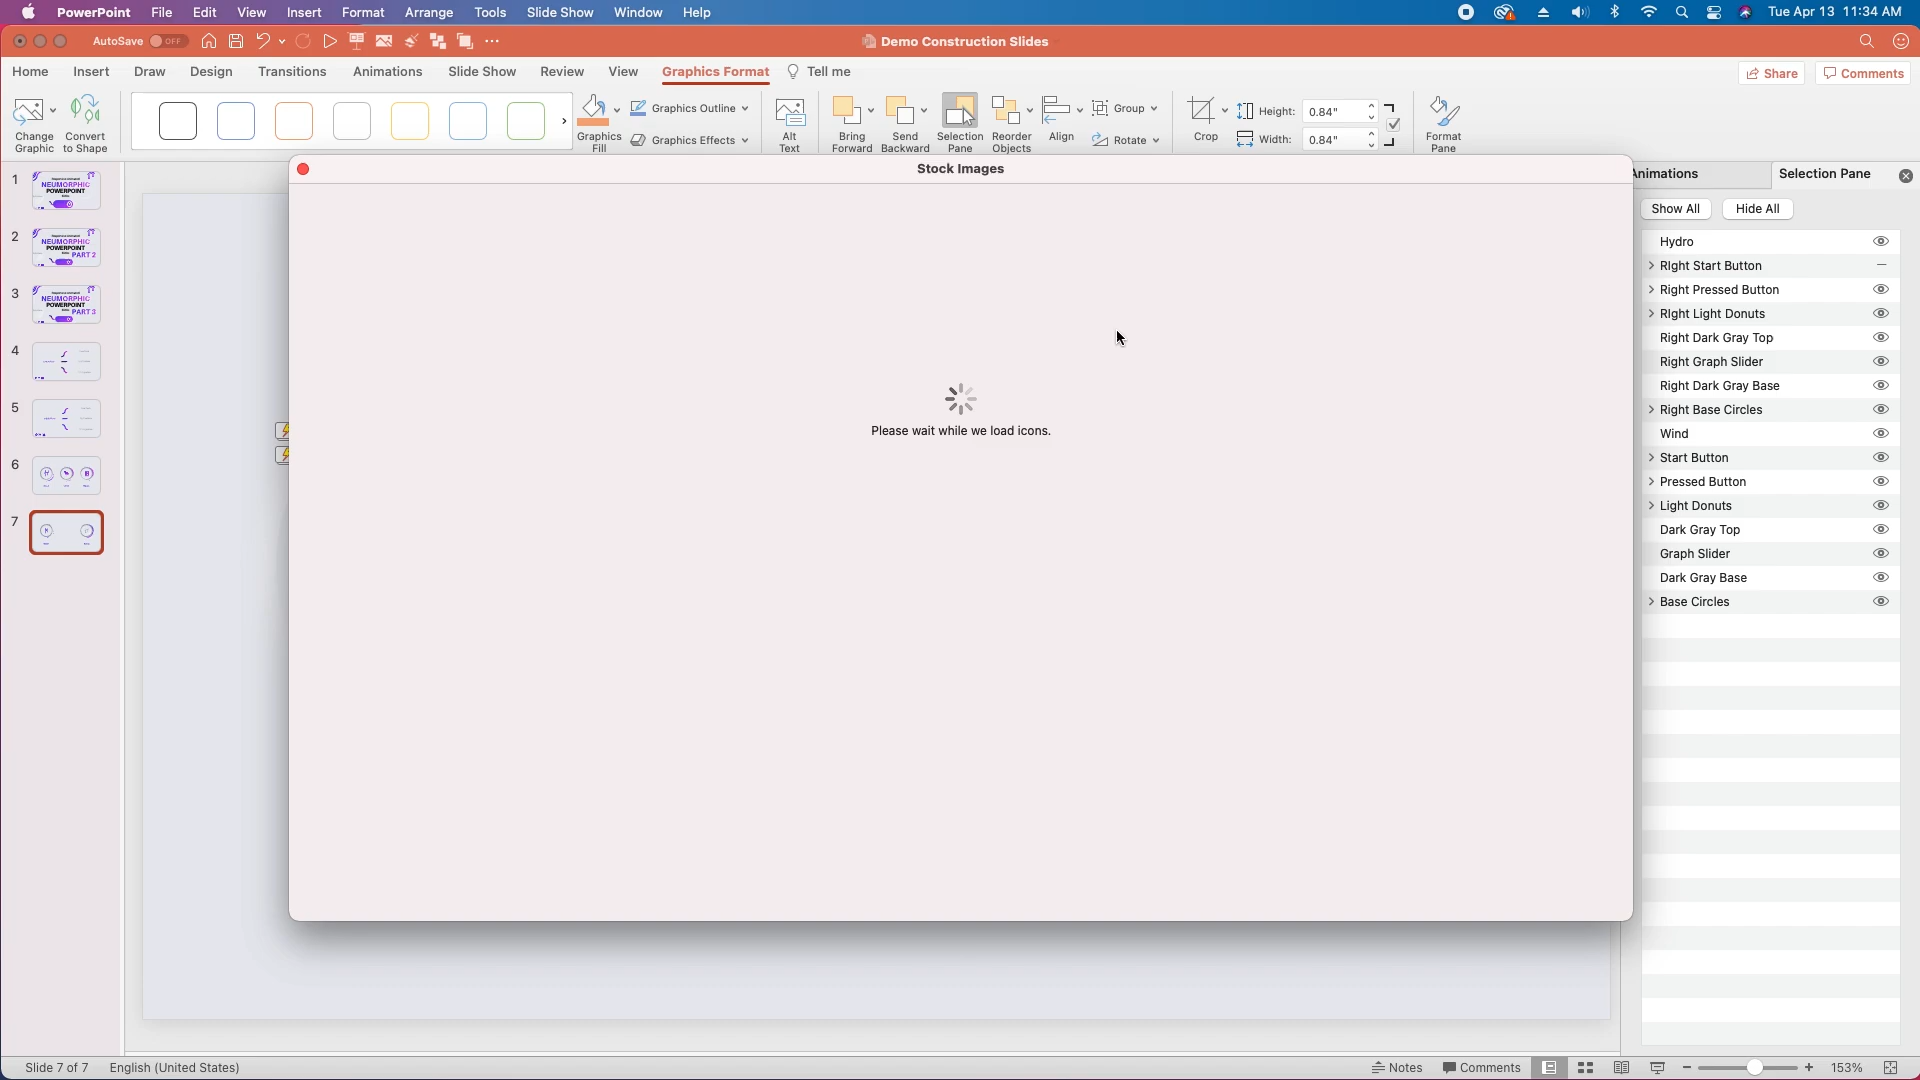 PowerPoint File Edit View Insert Format Arrange Tools Slide Show Window Help Tue Apr 13 11:34 AM
AutoSave OFF Demo Construction Slides
Home Insert Draw Design Transitions Animations Slide Show Review View Graphics Format Tell me Share Comments
Change Graphic
Convert to Shape
Graphics Fill
Graphics Outline
Graphics Effects
Alt Text
Bring Forward
Send Backward
Selection Pane
Reorder Objects
Align
Group
Rotate
Crop
Height: 0.84"
Width: 0.84"
Format Pane
Stock Images
Please wait while we load icons.
1
NEUMORPHIC
POWERPOINT
2
NEUMORPHIC
POWERPOINT
PART 2
3
NEUMORPHIC
POWERPOINT
PART 3
4
5
6
7
Animations Selection Pane
Show All Hide All
Hydro
RIght Start Button
Right Pressed Button
RIght Light Donuts
Right Dark Gray Top
Right Graph Slider
Right Dark Gray Base
Right Base Circles
Wind
Start Button
Pressed Button
Light Donuts
Dark Gray Top
Graph Slider
Dark Gray Base
Base Circles
Slide 7 of 7 English (United States) Notes Comments 153%